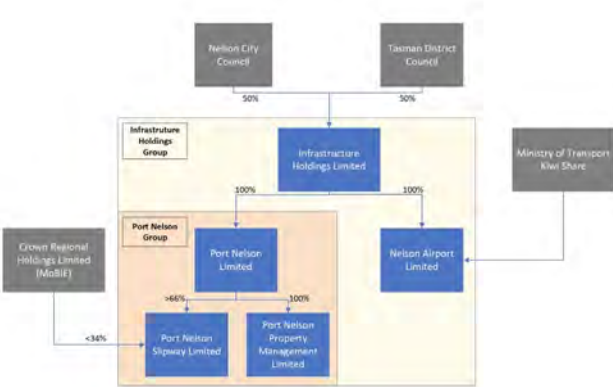 Nelson City
Council
Tasman District
Council
50%
50%
Infrastruture
Holdings
Group
Infrastructure
Holdings Limited
Ministry of Transport
Kiwi Share
100%
100%
Port Nelson
Group
Crown Regional
Holdings Limited
(MoBIE)
Port Nelson
Limited
Nelson Airport
Limited
>66%
100%
<34%
Port Nelson
Slipway Limited
Port Nelson
Property
Management
Limited